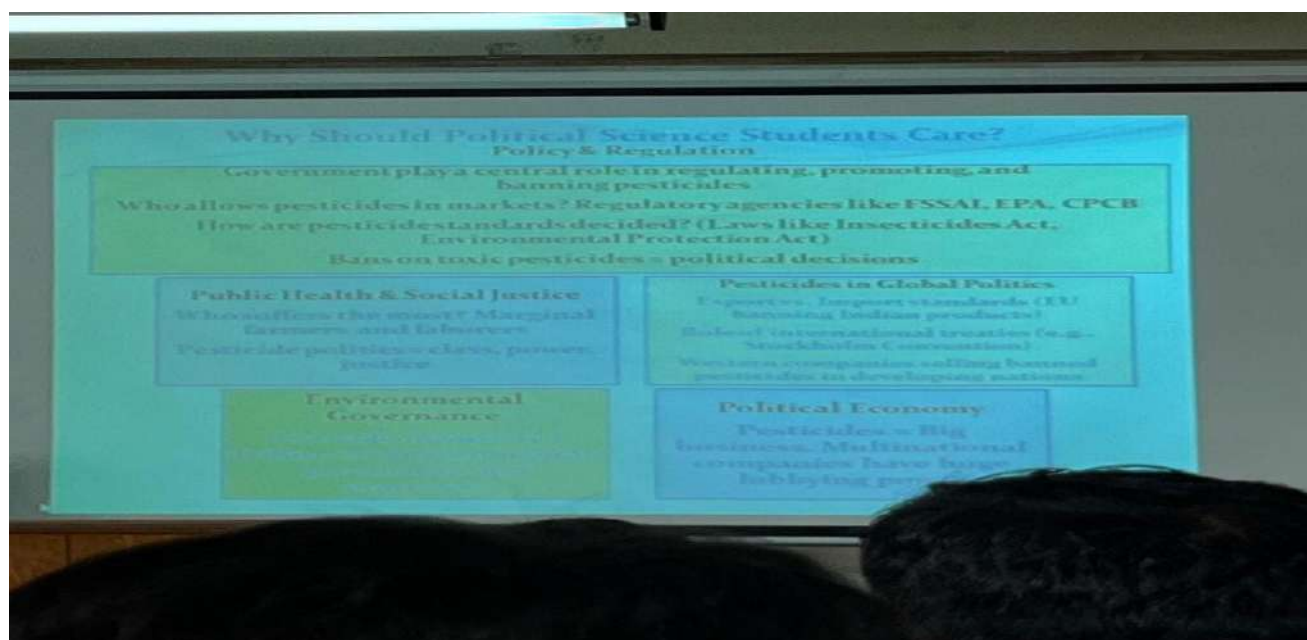 Why Should Political Science Students Care?
Policy & Regulation
Government play a central role in regulating, promoting, and
banning pesticides
Who allows pesticides in markets? Regulatory agencies like FSSAI, EPA, CPCB
How are pesticide standards decided? (Laws like Insecticides Act,
Environmental Protection Act)
Bans on toxic pesticides = political decisions
Public Health & Social Justice
Who suffers the most? Marginal
farmers and laborers
Pesticide politics = class, power,
justice
Pesticides in Global Politics
Export vs. Import standards (EU
banning Indian products)
Role of international treaties (e.g.,
Stockholm Convention)
Western companies selling banned
pesticides in developing nations
Environmental
Governance
Political Economy
Pesticides = Big
business. Multinational
companies have huge
lobbying